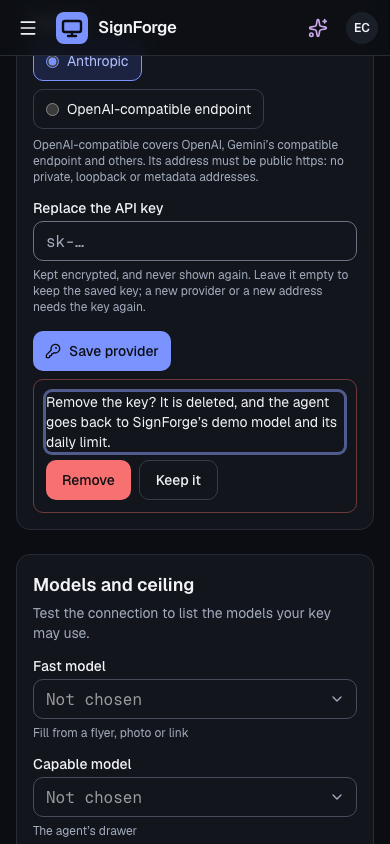 SignForge
EC
Anthropic
OpenAI-compatible endpoint
OpenAI-compatible covers OpenAI, Gemini's compatible
endpoint and others. Its address must be public https: no
private, loopback or metadata addresses.
Replace the API key
sk-…
Kept encrypted, and never shown again. Leave it empty to
keep the saved key; a new provider or a new address
needs the key again.
Save provider
Remove the key? It is deleted, and the agent
goes back to SignForge's demo model and its
daily limit.
Remove
Keep it
Models and ceiling
Test the connection to list the models your key
may use.
Fast model
Not chosen
Fill from a flyer, photo or link
Capable model
Not chosen
The agent's drawer